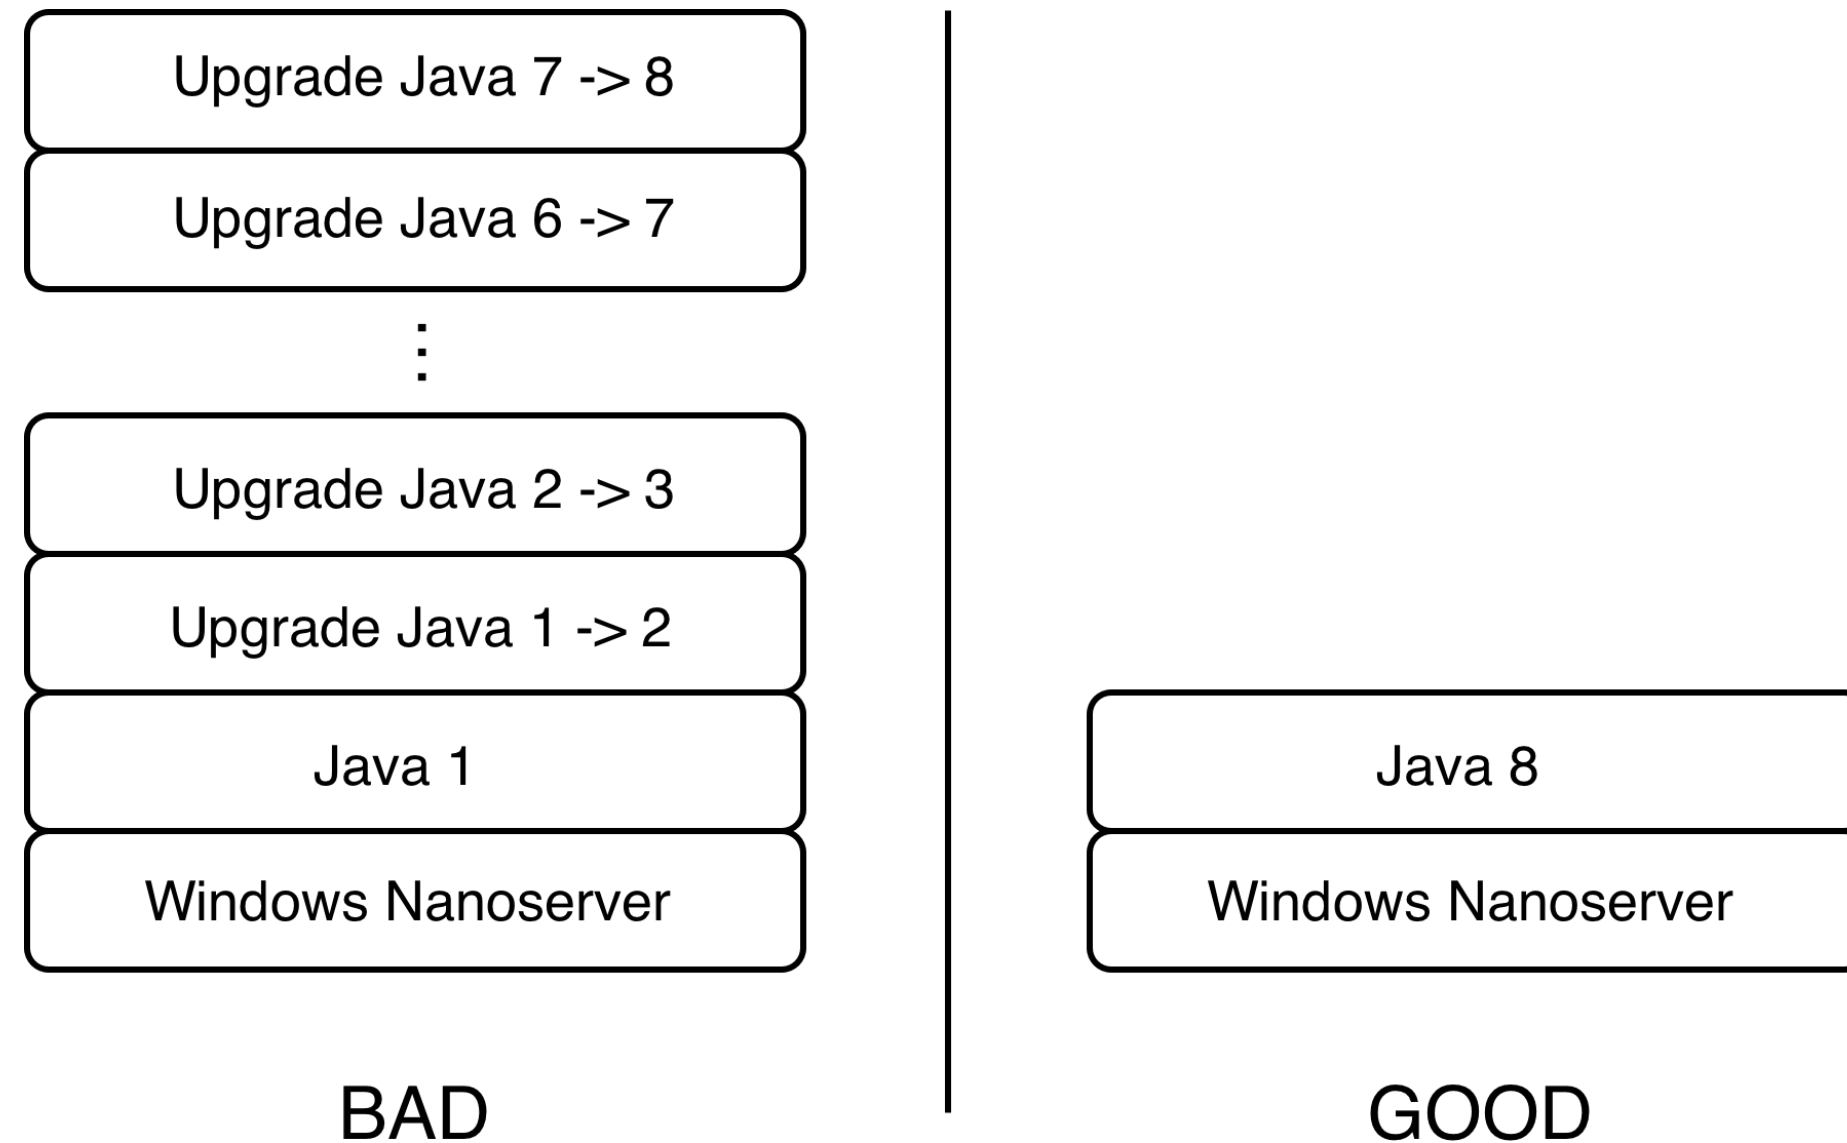 Upgrade Java 7 -> 8
Upgrade Java 6 -> 7
⋮
Upgrade Java 2 -> 3
Upgrade Java 1 -> 2
Java 1
Windows Nanoserver
BAD
Java 8
Windows Nanoserver
GOOD